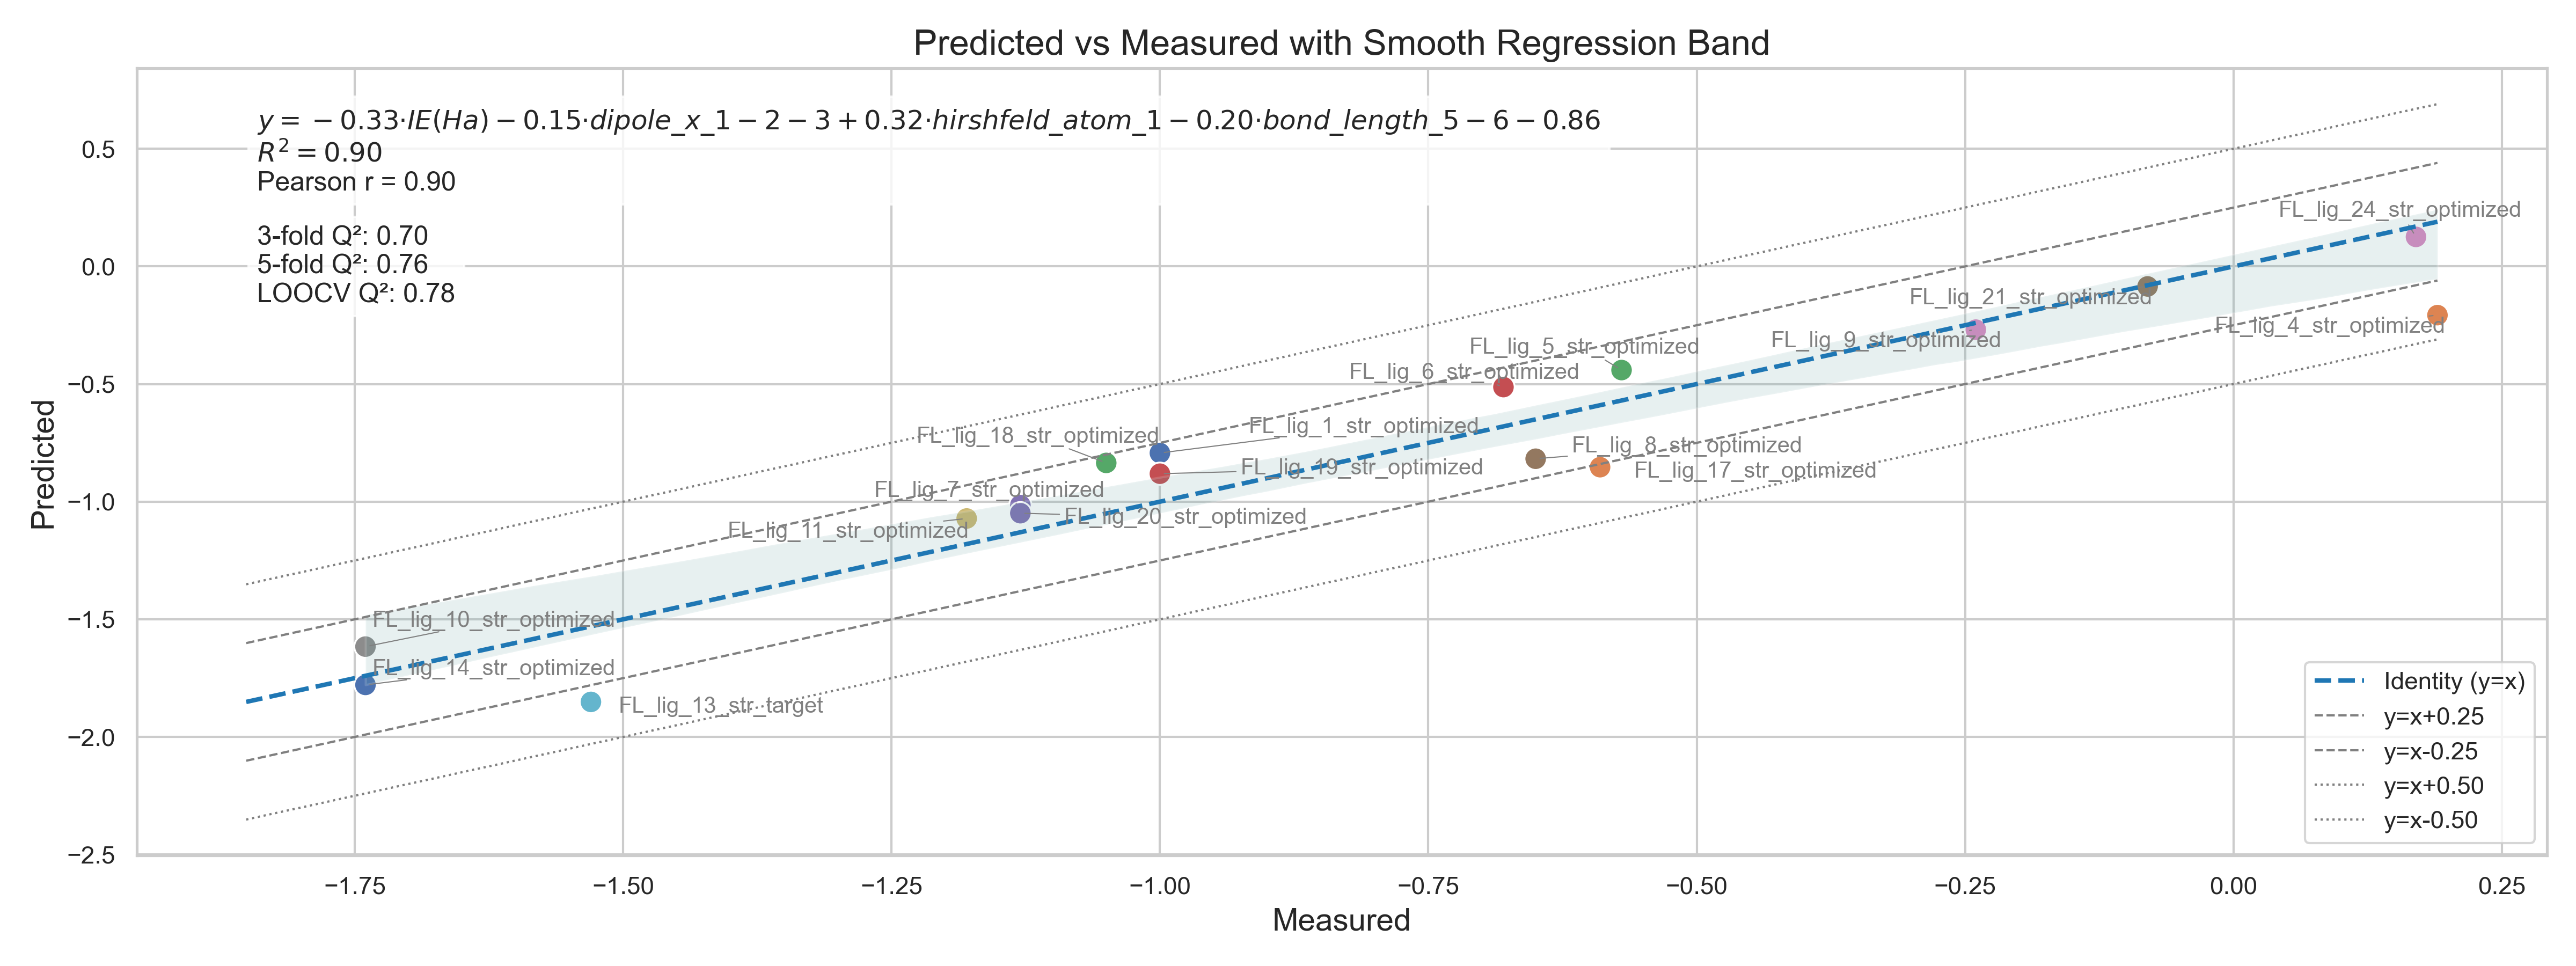 Predicted vs Measured with Smooth Regression Band
y = −0.33·IE(Ha) − 0.15·dipole_x_1 − 2 − 3 + 0.32·hirshfeld_atom_1 − 0.20·bond_length_5 − 6 − 0.86
R² = 0.90
Pearson r = 0.90
3-fold Q²: 0.70
5-fold Q²: 0.76
LOOCV Q²: 0.78
Predicted
0.5
0.0
−0.5
−1.0
−1.5
−2.0
−2.5
FL_lig_24_str_optimized
FL_lig_21_str_optimized
FL_lig_4_str_optimized
FL_lig_9_str_optimized
FL_lig_5_str_optimized
FL_lig_6_str_optimized
FL_lig_1_str_optimized
FL_lig_18_str_optimized
FL_lig_8_str_optimized
FL_lig_19_str_optimized
FL_lig_17_str_optimized
FL_lig_7_str_optimized
FL_lig_20_str_optimized
FL_lig_11_str_optimized
FL_lig_10_str_optimized
FL_lig_14_str_optimized
FL_lig_13_str_target
Identity (y=x)
y=x+0.25
y=x-0.25
y=x+0.50
y=x-0.50
−1.75 −1.50 −1.25 −1.00 −0.75 −0.50 −0.25 0.00 0.25
Measured